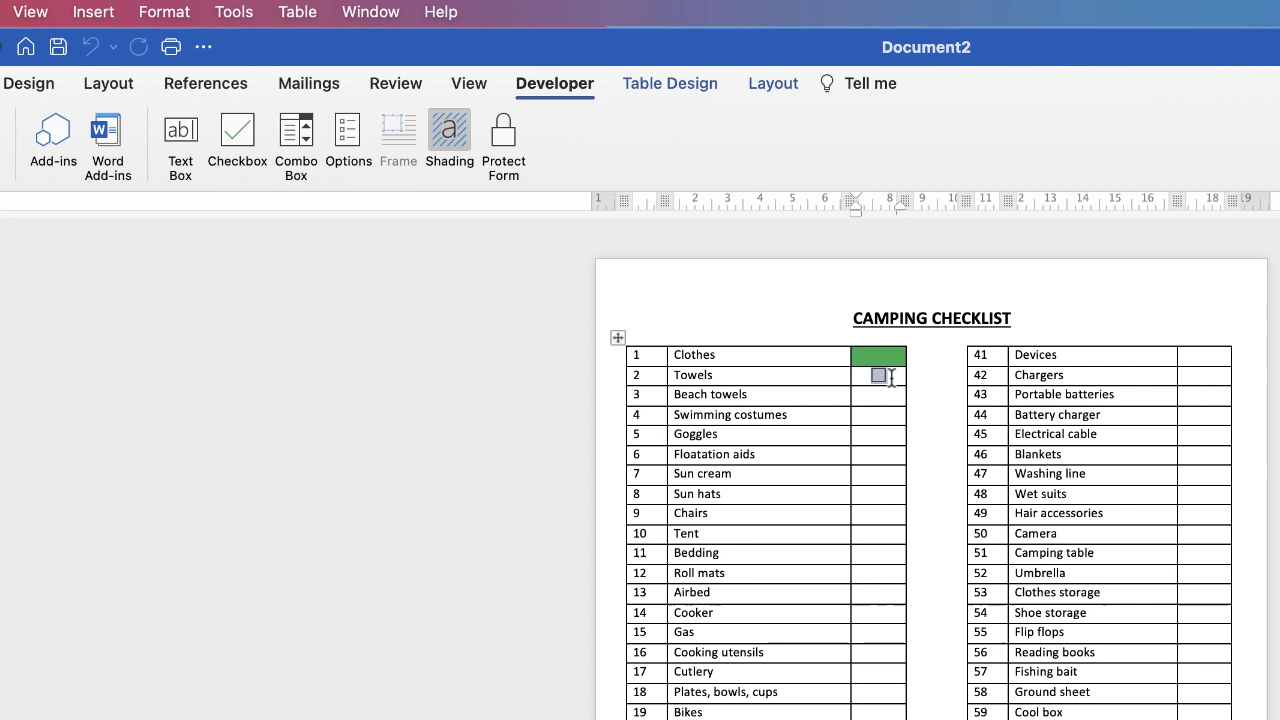 View Insert Format Tools Table Window Help
Document2
Design Layout References Mailings Review View Developer Table Design Layout Tell me
Add-ins Word Add-ins Text Box Checkbox Combo Box Options Frame Shading Protect Form
CAMPING CHECKLIST
1 Clothes 41 Devices
2 Towels 42 Chargers
3 Beach towels 43 Portable batteries
4 Swimming costumes 44 Battery charger
5 Goggles 45 Electrical cable
6 Floatation aids 46 Blankets
7 Sun cream 47 Washing line
8 Sun hats 48 Wet suits
9 Chairs 49 Hair accessories
10 Tent 50 Camera
11 Bedding 51 Camping table
12 Roll mats 52 Umbrella
13 Airbed 53 Clothes storage
14 Cooker 54 Shoe storage
15 Gas 55 Flip flops
16 Cooking utensils 56 Reading books
17 Cutlery 57 Fishing bait
18 Plates, bowls, cups 58 Ground sheet
19 Bikes 59 Cool box